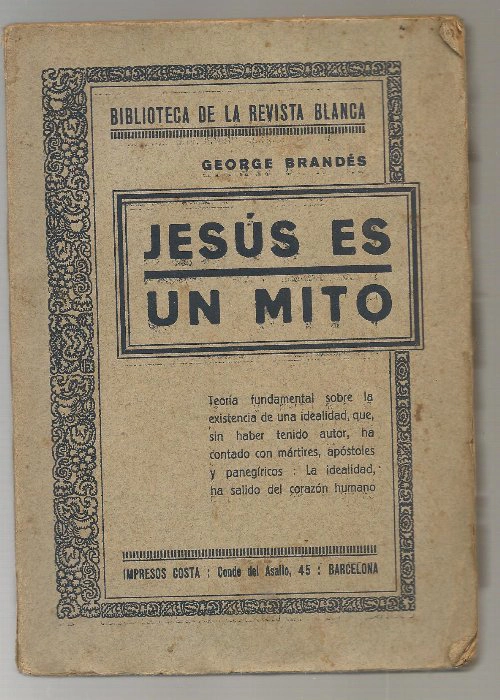 BIBLIOTECA DE LA REVISTA BLANCA
GEORGE BRANDÉS
JESÚS ES
UN MITO
Teoría fundamental sobre la
existencia de una idealidad, que,
sin haber tenido autor, ha
contado con mártires, apóstoles
y panegíricos : La idealidad,
ha salido del corazón humano
IMPRESOS COSTA : Conde del Asalto, 45 : BARCELONA